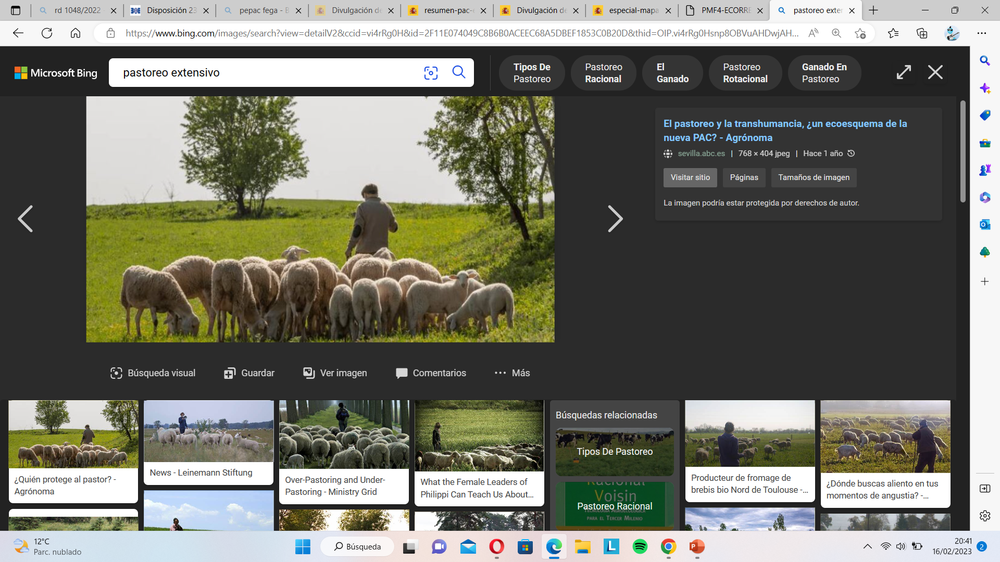 rd 1048/2022
Disposición 23
pepac fega - B
Divulgación de
resumen-pac-
Divulgación de
especial-mapa
PMF4-ECORRE
pastoreo exten
https://www.bing.com/images/search?view=detailV2&ccid=vi4rRg0H&id=2F11E074049C8B6B0ACEEC68A5DBEF1853C0B20D&thid=OIP.vi4rRg0Hsnp8OBVuAHDwjAH...
Microsoft Bing
pastoreo extensivo
Tipos De
Pastoreo
Pastoreo
Racional
El
Ganado
Pastoreo
Rotacional
Ganado En
Pastoreo
El pastoreo y la transhumancia, ¿un ecoesquema de la
nueva PAC? - Agrónoma
sevilla.abc.es | 768 × 404 jpeg | Hace 1 año
Visitar sitio
Páginas
Tamaños de imagen
La imagen podría estar protegida por derechos de autor.
Búsqueda visual
Guardar
Ver imagen
Comentarios
Más
¿Quién protege al pastor? -
Agrónoma
News - Leinemann Stiftung
Over-Pastoring and Under-
Pastoring - Ministry Grid
What the Female Leaders of
Philippi Can Teach Us About...
Búsquedas relacionadas
Tipos De Pastoreo
Voisin
Pastoreo Racional
PARA EL TERCER MILENIO
Producteur de fromage de
brebis bio Nord de Toulouse -...
¿Dónde buscas aliento en tus
momentos de angustia? -...
12°C
Parc. nublado
Búsqueda
20:41
16/02/2023
2